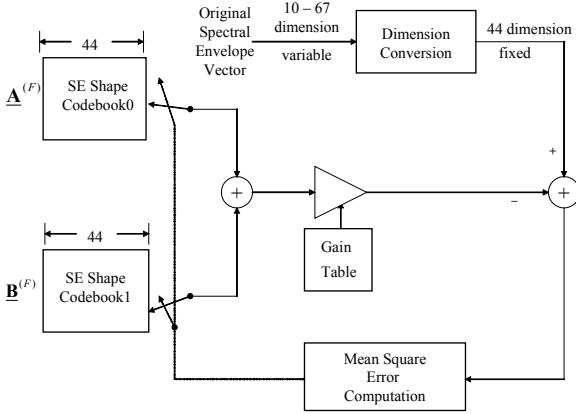 Original
Spectral
Envelope
Vector
10 – 67
dimension
variable
Dimension
Conversion
44 dimension
fixed
44
A (F)
SE Shape
Codebook0
+
+
−
+
Gain
Table
44
B (F)
SE Shape
Codebook1
Mean Square
Error
Computation